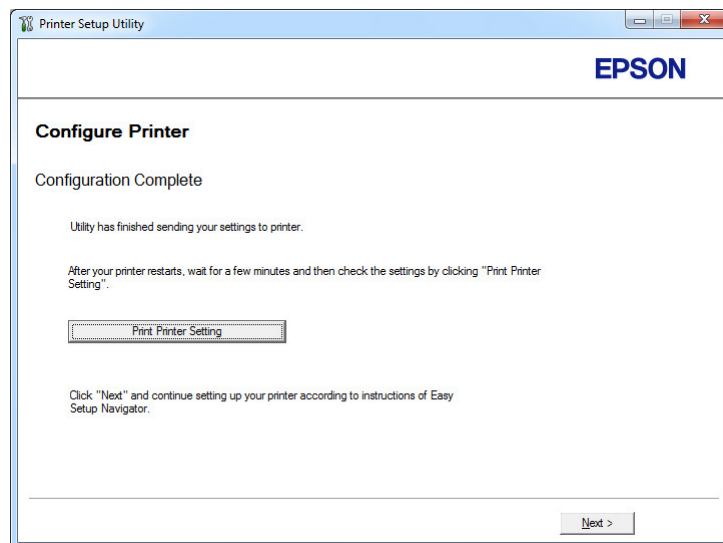 Printer Setup Utility
EPSON
Configure Printer
Configuration Complete
Utility has finished sending your settings to printer.
After your printer restarts, wait for a few minutes and then check the settings by clicking "Print Printer
Setting".
Print Printer Setting
Click "Next" and continue setting up your printer according to instructions of Easy
Setup Navigator.
Next >